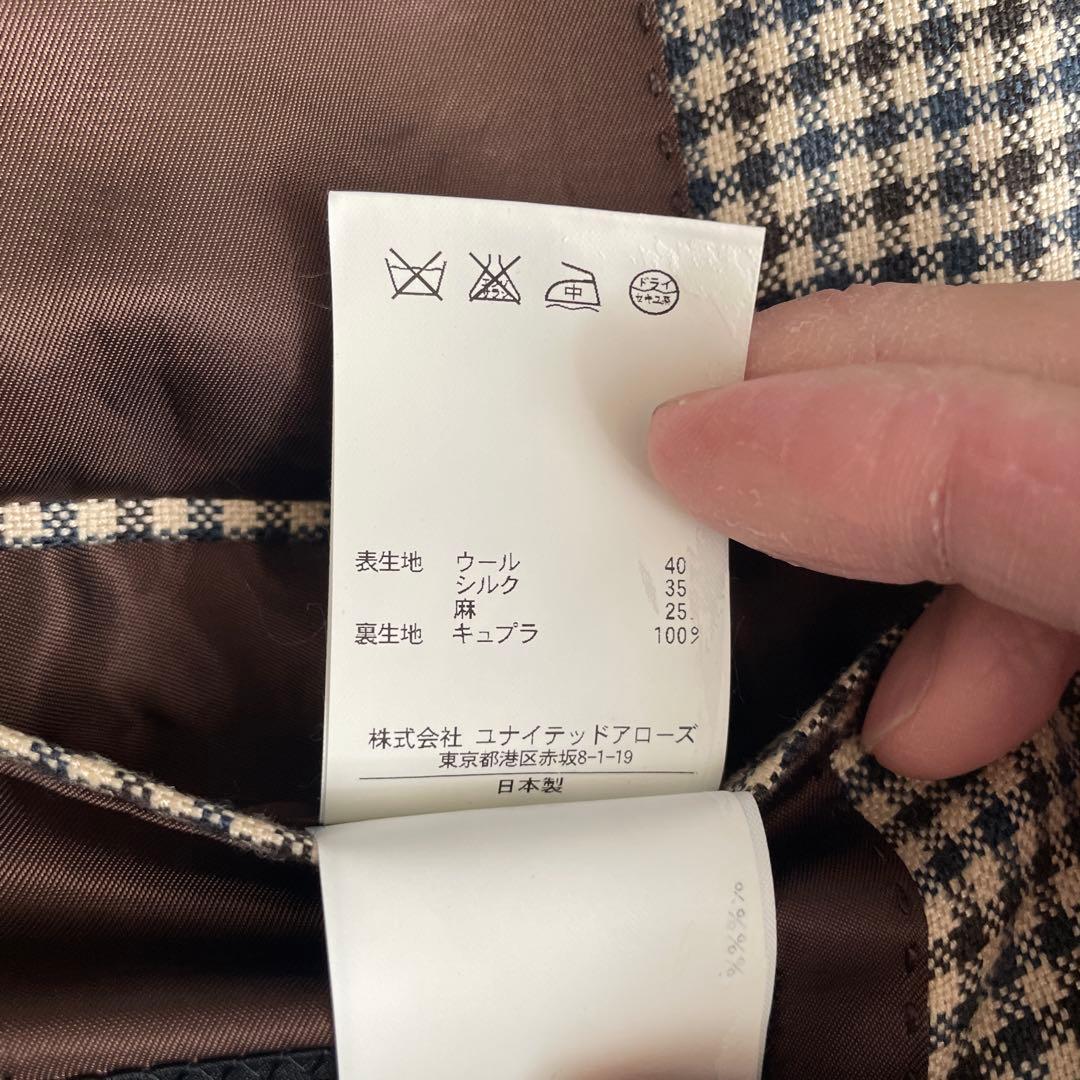 中
ドライ
セキユ系
表生地 ウール 40
シルク 35
麻 25
裏生地 キュプラ 100%
株式会社 ユナイテッドアローズ
東京都港区赤坂8-1-19
日本製
%%%%